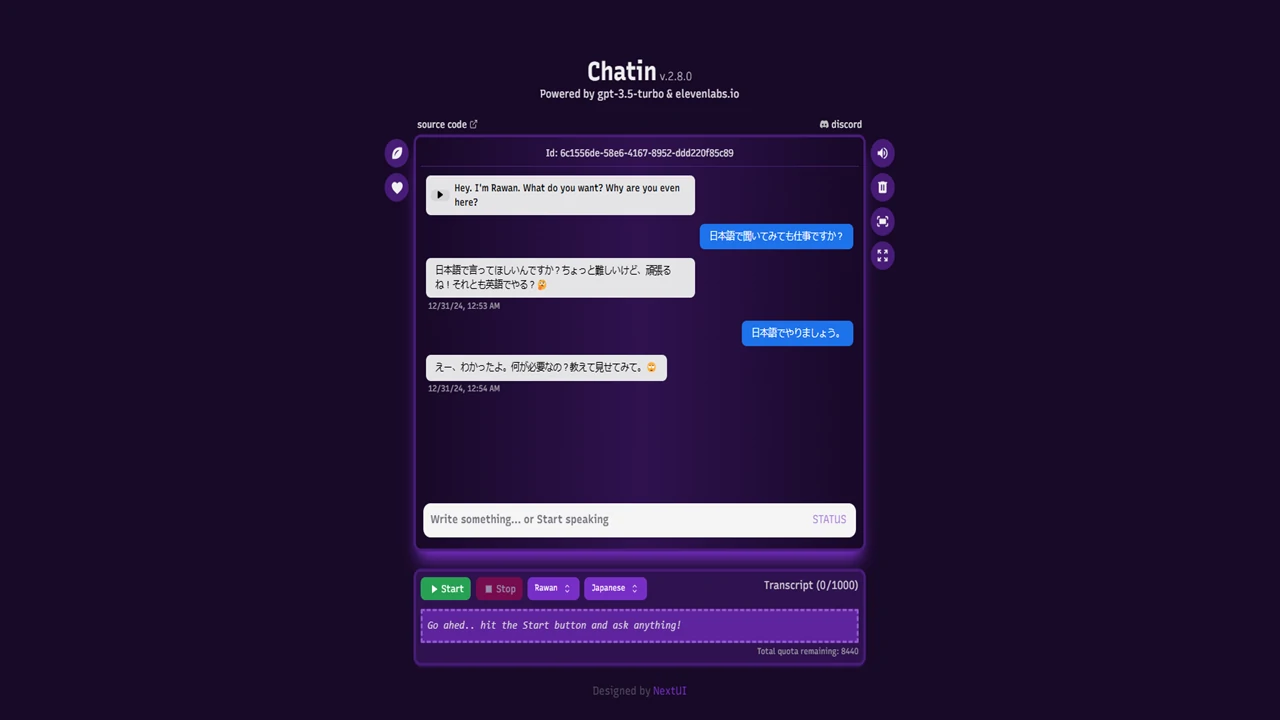 Chatin v.2.8.0
Powered by gpt-3.5-turbo & elevenlabs.io
source code
discord
Id: 6c1556de-58e6-4167-8952-ddd220f85c89
Hey. I'm Rawan. What do you want? Why are you even
here?
日本語で聞いてみても仕事ですか？
日本語で言ってほしいんですか？ちょっと難しいけど、頑張る
ね！それとも英語でやる？🤔
12/31/24, 12:53 AM
日本語でやりましょう。
えー、わかったよ。何が必要なの？教えて見せてみて。🙄
12/31/24, 12:54 AM
Write something... or Start speaking
STATUS
Start
Stop
Rawan
Japanese
Transcript (0/1000)
Go ahed.. hit the Start button and ask anything!
Total quota remaining: 8440
Designed by NextUI